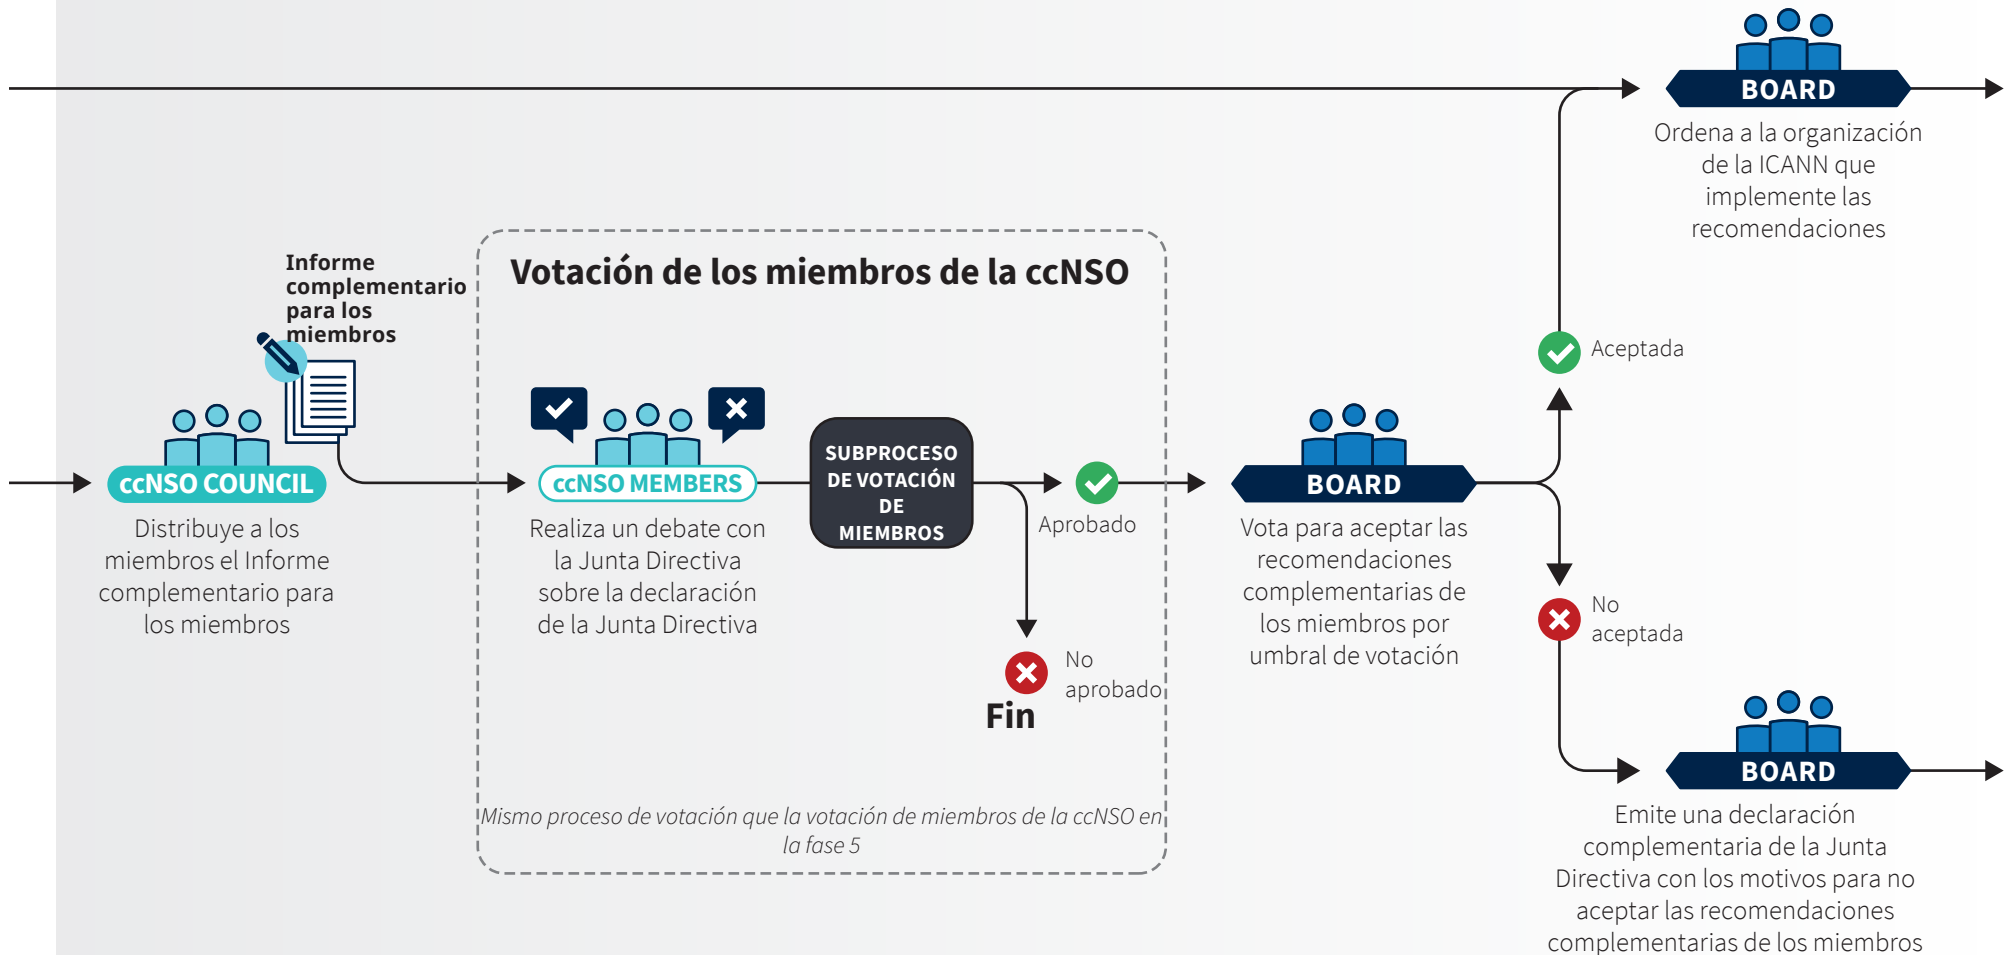 BOARD
Ordena a la organización
de la ICANN que
implemente las
recomendaciones
Informe
complementario
para los
miembros
ccNSO COUNCIL
Distribuye a los
miembros el Informe
complementario para
los miembros
Votación de los miembros de la ccNSO
ccNSO MEMBERS
Realiza un debate con
la Junta Directiva
sobre la declaración
de la Junta Directiva
SUBPROCESO
DE VOTACIÓN
DE
MIEMBROS
Aprobado
No
aprobado
Fin
Mismo proceso de votación que la votación de miembros de la ccNSO en
la fase 5
BOARD
Vota para aceptar las
recomendaciones
complementarias de
los miembros por
umbral de votación
Aceptada
No
aceptada
BOARD
Emite una declaración
complementaria de la Junta
Directiva con los motivos para no
aceptar las recomendaciones
complementarias de los miembros